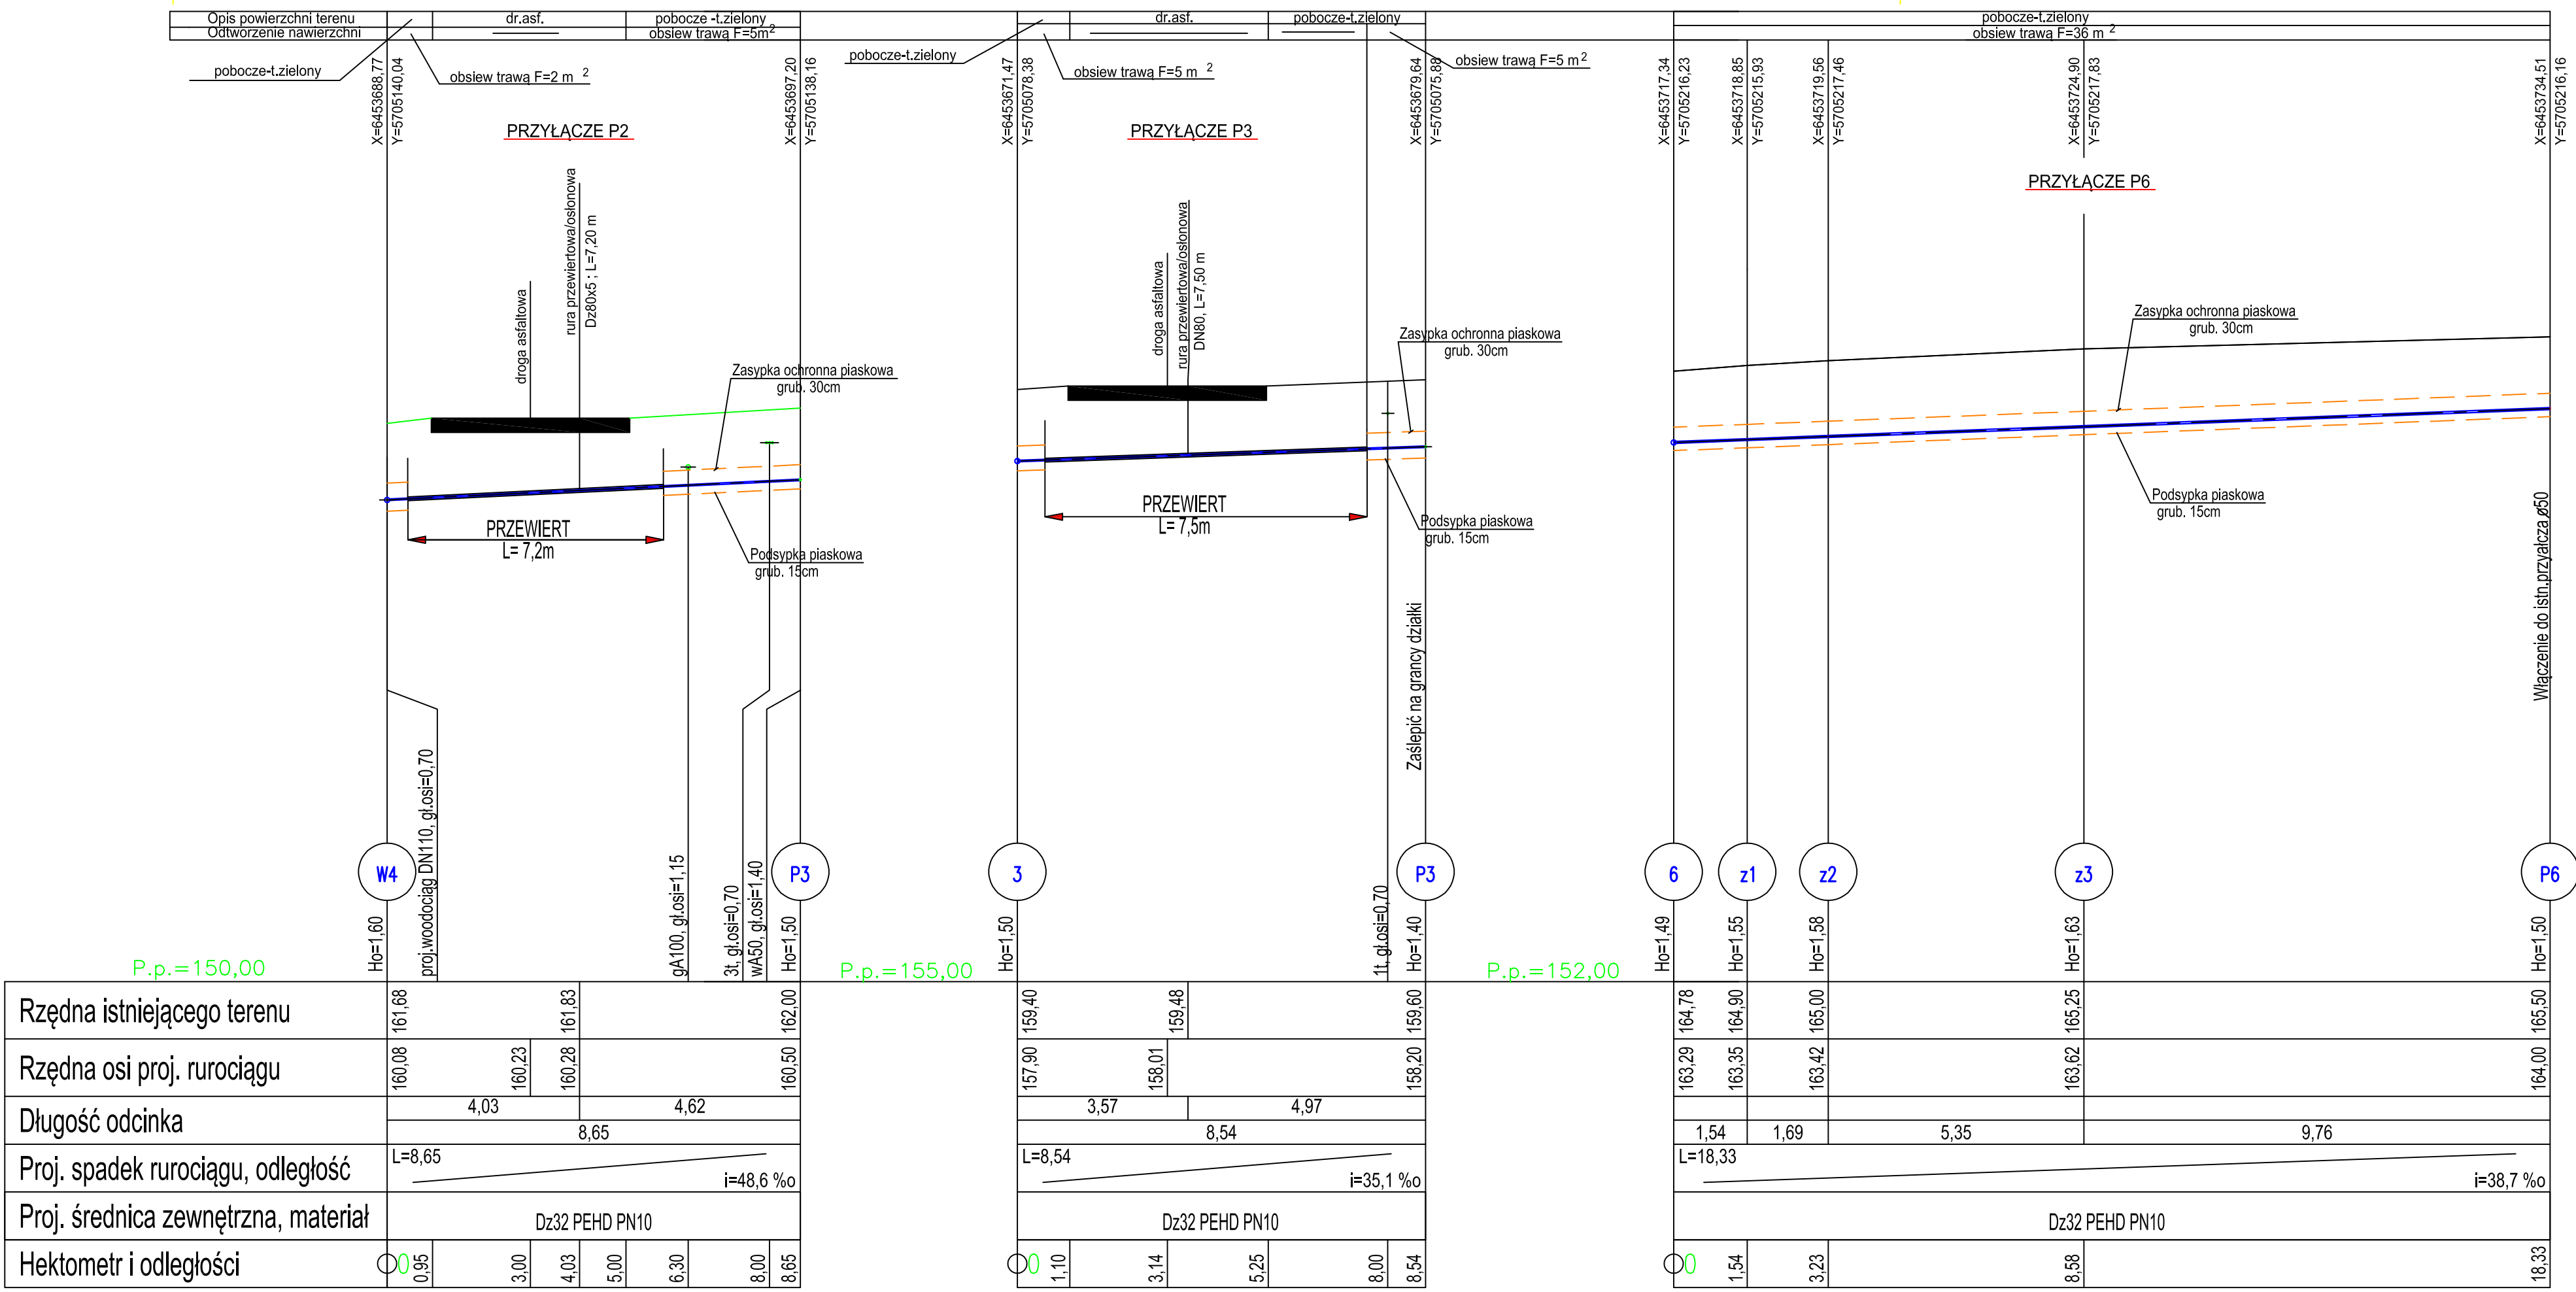 Opis powierzchni terenu
dr.asf.
pobocze -t.zielony
dr.asf.
pobocze-t.zielony
pobocze-t.zielony
Odtworzenie nawierzchni
obsiew trawą F=5m2
obsiew trawą F=36 m 2
pobocze-t.zielony
obsiew trawą F=2 m 2
pobocze-t.zielony
obsiew trawą F=5 m 2
obsiew trawą F=5 m 2
X=6453688,77
Y=5705140,04
X=6453697,20
Y=5705138,16
X=6453671,47
Y=5705078,38
X=6453679,64
Y=5705075,88
X=6453717,34
Y=5705216,23
X=6453718,85
Y=5705215,93
X=6453719,56
Y=5705217,46
X=6453724,90
Y=5705217,83
X=6453734,51
Y=5705216,16
PRZYŁĄCZE P2
PRZYŁĄCZE P3
PRZYŁĄCZE P6
droga asfaltowa
rura przewiertowa/osłonowa
Dz80x5 ; L=7,20 m
Zasypka ochronna piaskowa
grub. 30cm
PRZEWIERT
L= 7,2m
Podsypka piaskowa
grub. 15cm
droga asfaltowa
rura przewiertowa/osłonowa
DN80, L=7,50 m
Zasypka ochronna piaskowa
grub. 30cm
PRZEWIERT
L= 7,5m
Podsypka piaskowa
grub. 15cm
Zaślepić na grancy działki
Zasypka ochronna piaskowa
grub. 30cm
Podsypka piaskowa
grub. 15cm
Włączenie do istn.przyałcza ø50
proj.woodociąg DN110, gł.osi=0,70
gA100, gł.osi=1,15
3t, gł.osi=0,70
wA50, gł.osi=1,40
1t, gł.osi=0,70
W4
P3
3
P3
6
z1
z2
z3
P6
Ho=1,60
Ho=1,50
Ho=1,50
Ho=1,40
Ho=1,49
Ho=1,55
Ho=1,58
Ho=1,63
Ho=1,50
P.p.=150,00
P.p.=155,00
P.p.=152,00
Rzędna istniejącego terenu
161,68
161,83
162,00
159,40
159,48
159,60
164,78
164,90
165,00
165,25
165,50
Rzędna osi proj. rurociągu
160,08
160,23
160,28
160,50
157,90
158,01
158,20
163,29
163,35
163,42
163,62
164,00
Długość odcinka
4,03
4,62
3,57
4,97
8,65
8,54
1,54
1,69
5,35
9,76
Proj. spadek rurociągu, odległość
L=8,65
i=48,6 %o
L=8,54
i=35,1 %o
L=18,33
i=38,7 %o
Proj. średnica zewnętrzna, materiał
Dz32 PEHD PN10
Dz32 PEHD PN10
Dz32 PEHD PN10
Hektometr i odległości
0
0,95
3,00
4,03
5,00
6,30
8,00
8,65
0
1,10
3,14
5,25
8,00
8,54
0
1,54
3,23
8,58
18,33